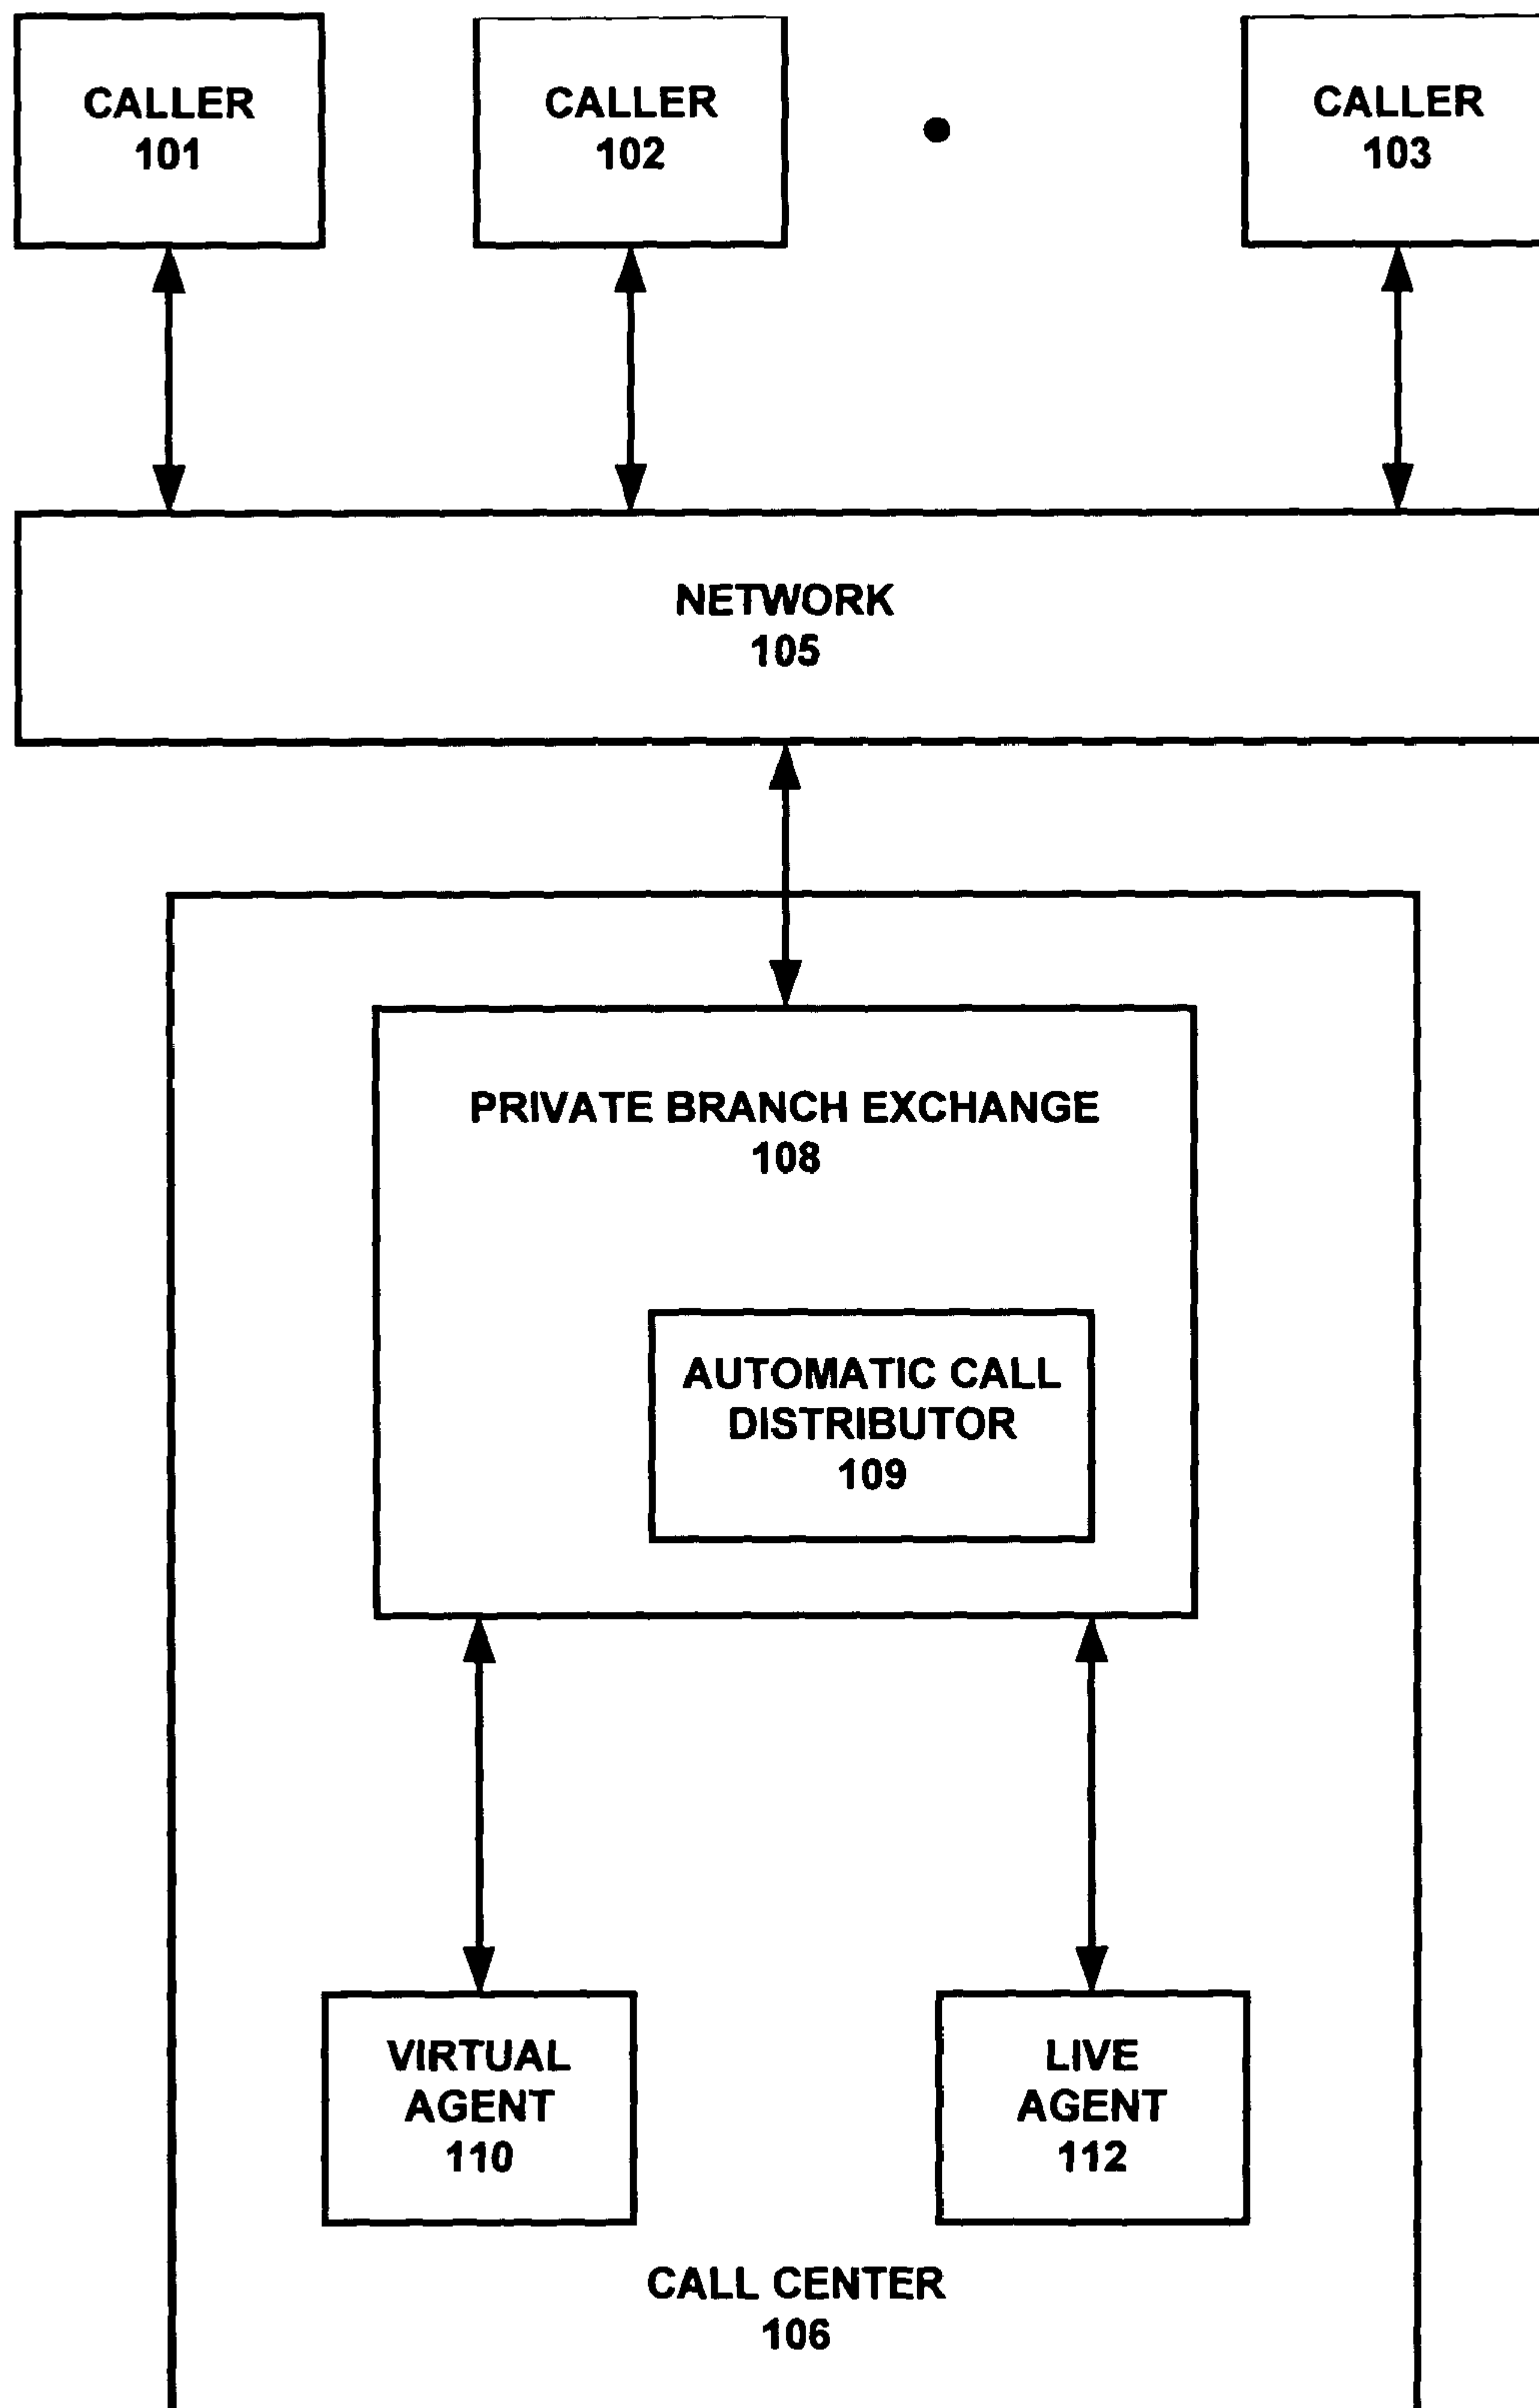 CALLER
101
CALLER
102
CALLER
103
NETWORK
105
PRIVATE BRANCH EXCHANGE
108
AUTOMATIC CALL
DISTRIBUTOR
109
VIRTUAL
AGENT
110
LIVE
AGENT
112
CALL CENTER
106